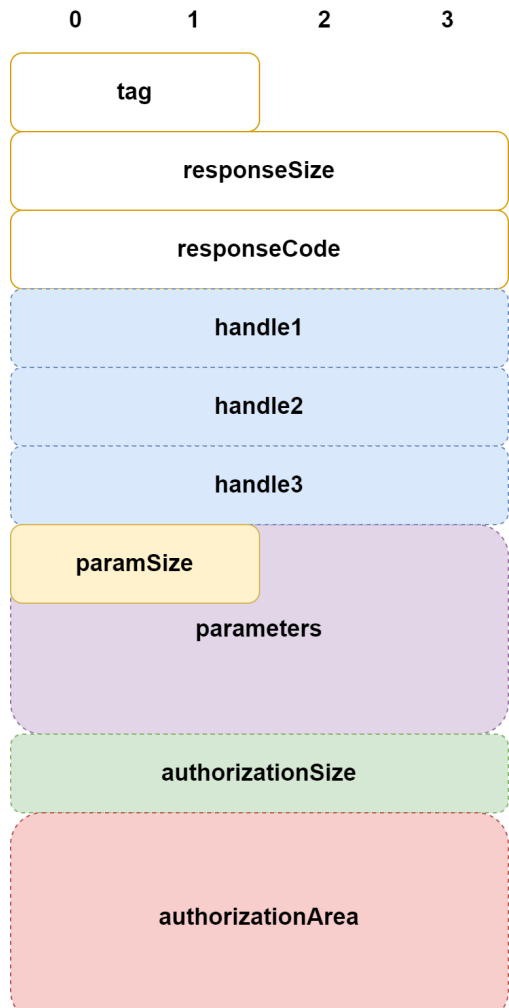 0 1 2 3
tag
responseSize
responseCode
handle1
handle2
handle3
paramSize
parameters
authorizationSize
authorizationArea